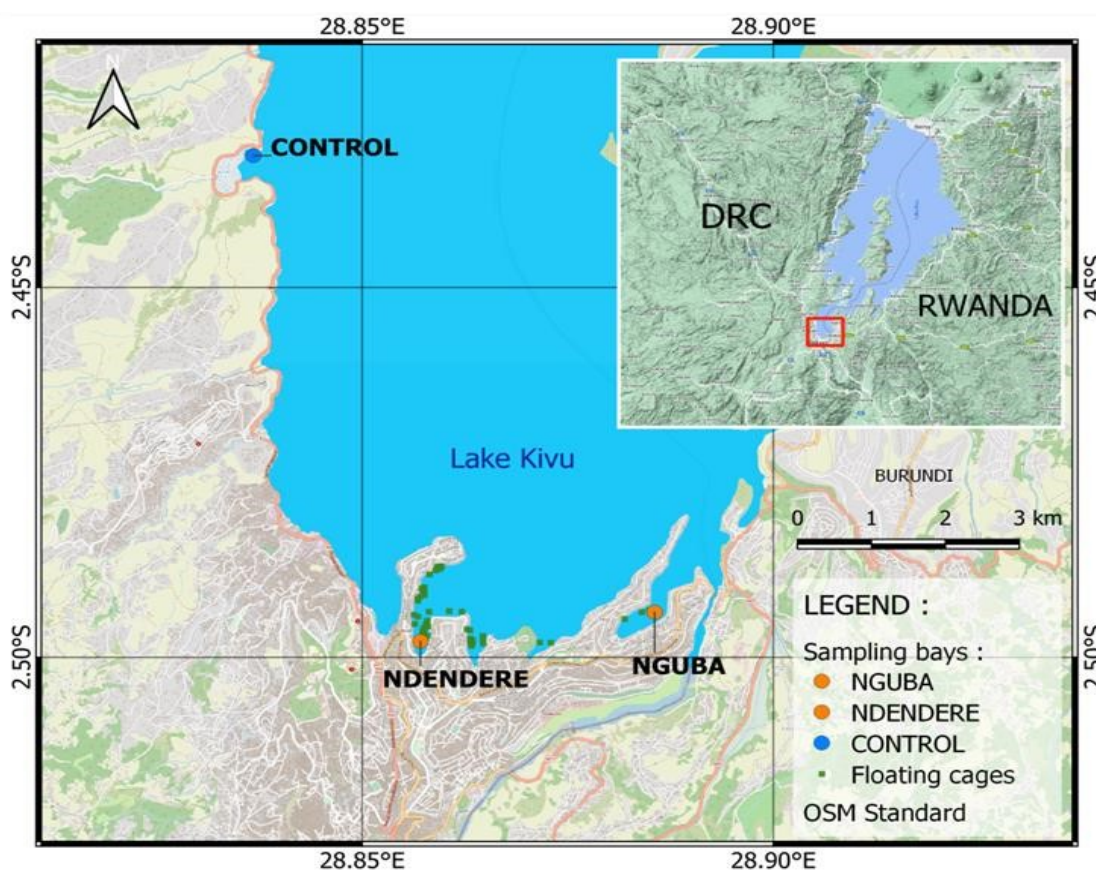 28.85°E
28.90°E
N
CONTROL
DRC
RWANDA
2.45°S
2.45°S
Lake Kivu
BURUNDI
0 1 2 3 km
LEGEND :
Sampling bays :
NGUBA
NDENDERE
CONTROL
Floating cages
OSM Standard
NDENDERE
NGUBA
2.50°S
2.50°S
28.85°E
28.90°E